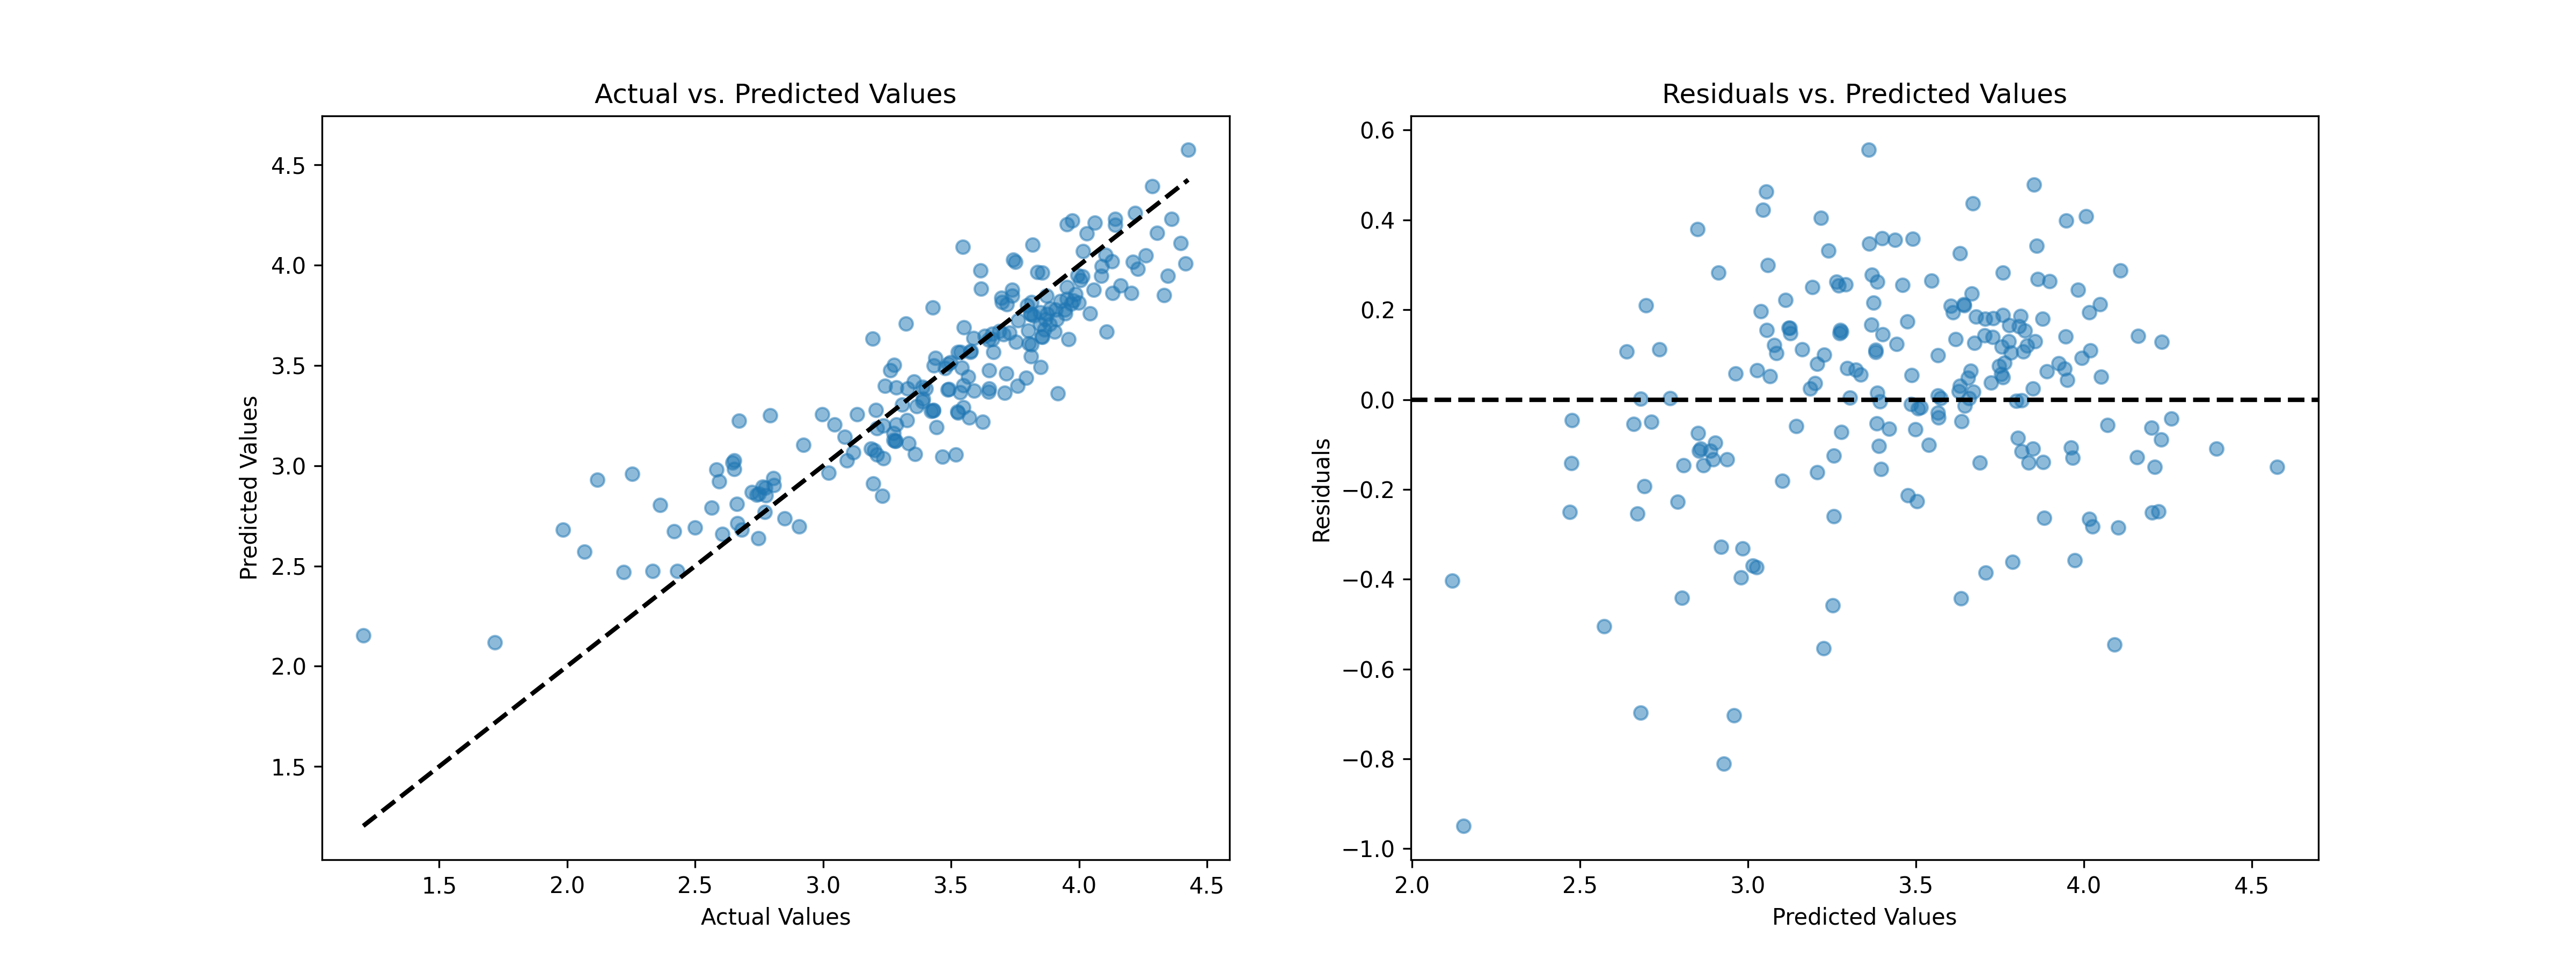 Actual vs. Predicted Values
4.5
4.0
3.5
3.0
2.5
2.0
1.5
Predicted Values
1.5 2.0 2.5 3.0 3.5 4.0 4.5
Actual Values
Residuals vs. Predicted Values
0.6
0.4
0.2
0.0
−0.2
−0.4
−0.6
−0.8
−1.0
Residuals
2.0 2.5 3.0 3.5 4.0 4.5
Predicted Values